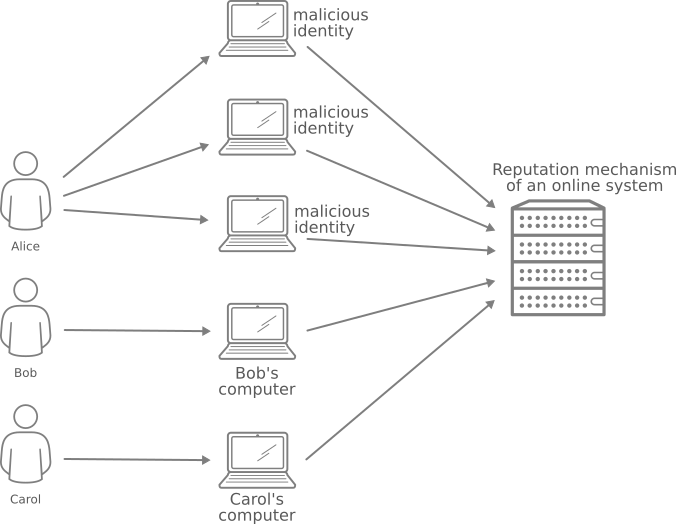 malicious
identity
malicious
identity
Reputation mechanism
of an online system
malicious
identity
Alice
Bob
Bob's
computer
Carol
Carol's
computer